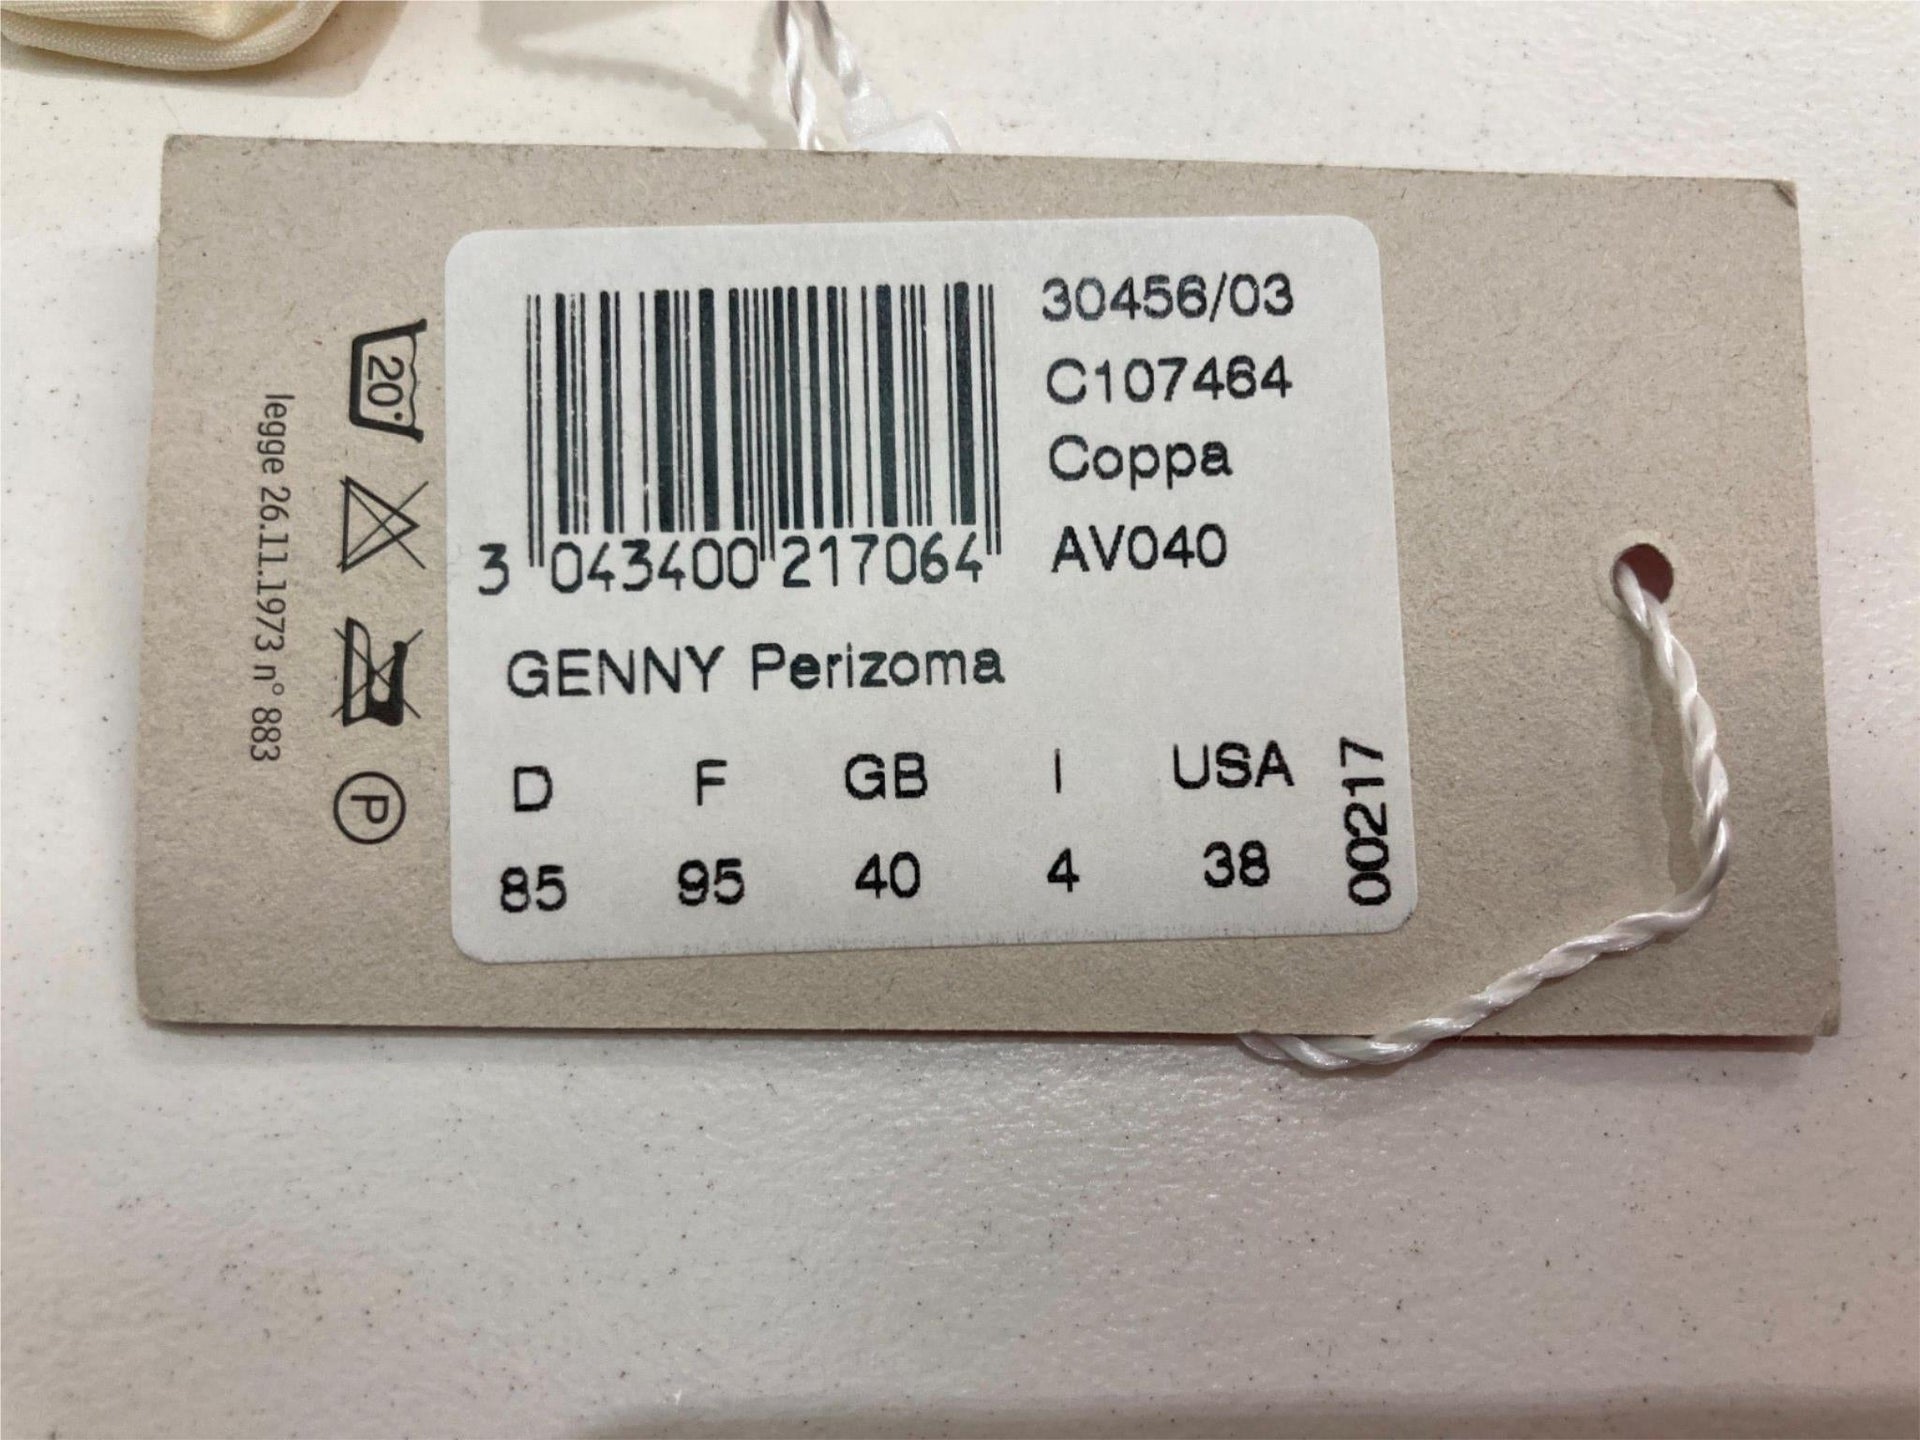 30456/03
C107464
Coppa
AV040
3 043400 217064
GENNY Perizoma
D F GB I USA
85 95 40 4 38
00217
20°
P
legge 26.11.1973 n° 883